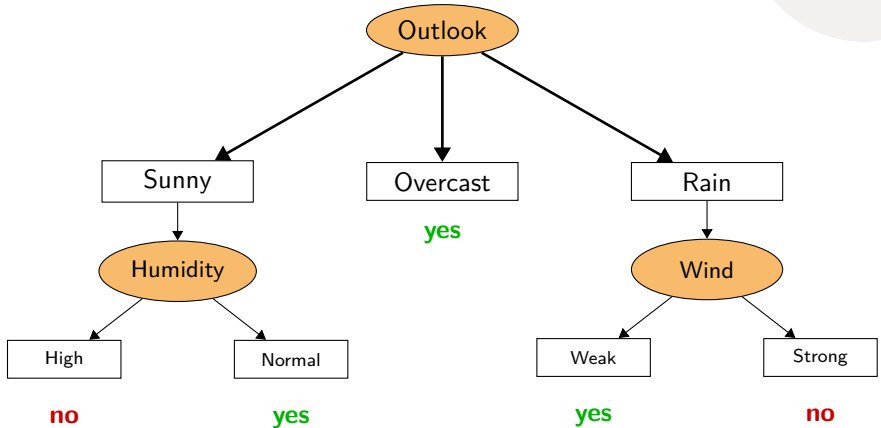 Outlook
Sunny Overcast Rain
yes
Humidity Wind
High Normal Weak Strong
no yes yes no